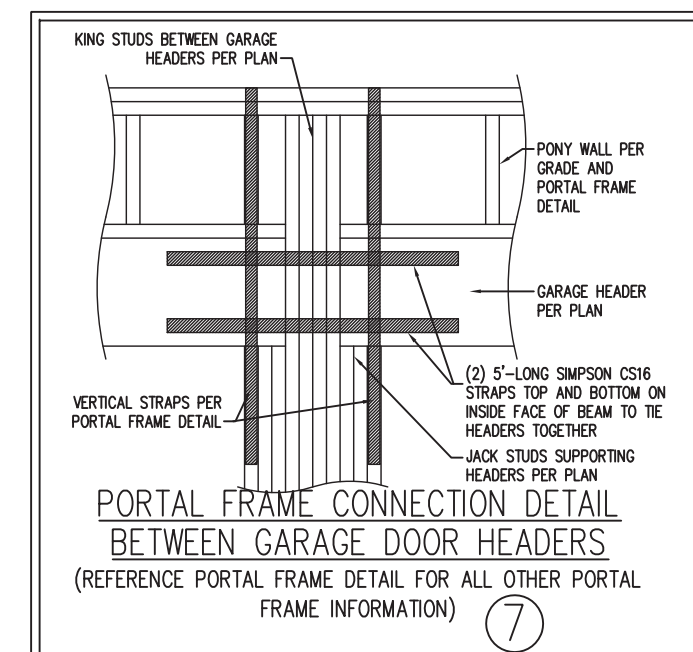 KING STUDS BETWEEN GARAGE
HEADERS PER PLAN
PONY WALL PER
GRADE AND
PORTAL FRAME
DETAIL
GARAGE HEADER
PER PLAN
(2) 5'-LONG SIMPSON CS16
STRAPS TOP AND BOTTOM ON
INSIDE FACE OF BEAM TO TIE
HEADERS TOGETHER
VERTICAL STRAPS PER
PORTAL FRAME DETAIL
JACK STUDS SUPPORTING
HEADERS PER PLAN
PORTAL FRAME CONNECTION DETAIL
BETWEEN GARAGE DOOR HEADERS
(REFERENCE PORTAL FRAME DETAIL FOR ALL OTHER PORTAL
FRAME INFORMATION)
7